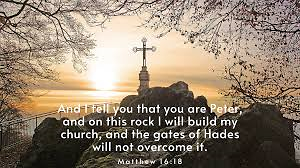 And I tell you that you are Peter,
and on this rock I will build my
church, and the gates of Hades
will not overcome it.
Matthew 16:18